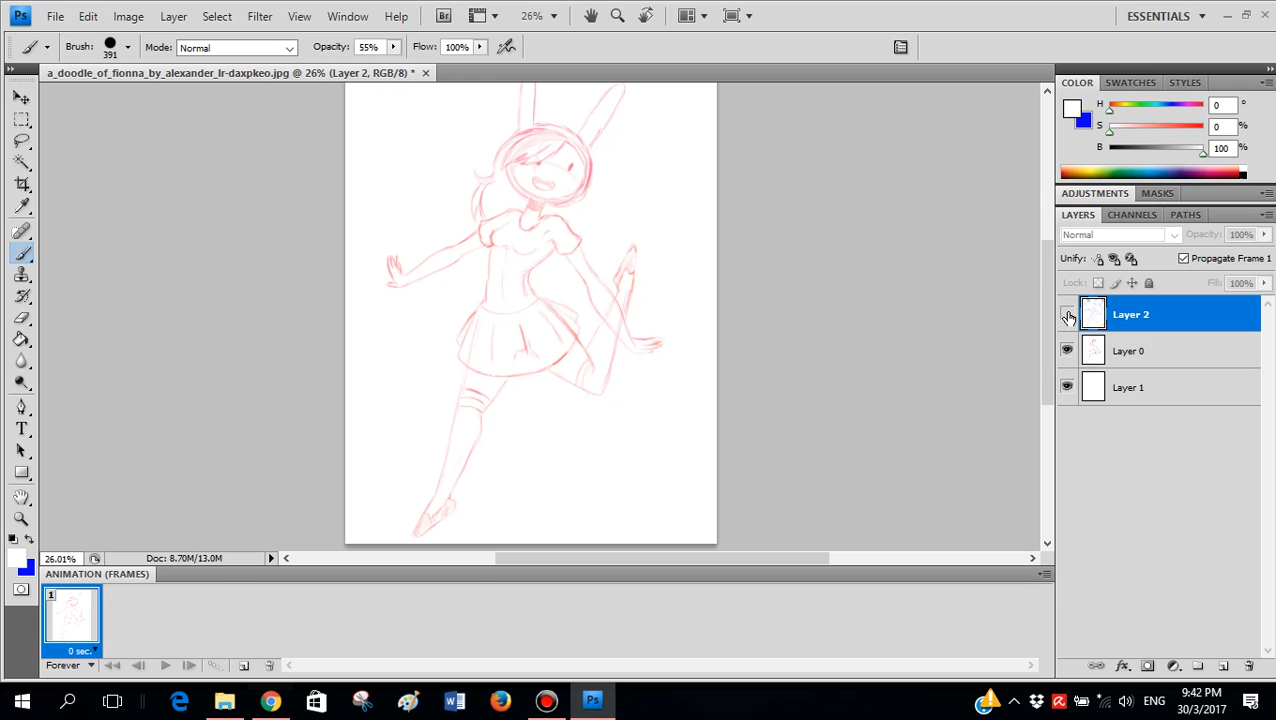 Ps File Edit Image Layer Select Filter View Window Help Br 26% ESSENTIALS
Brush: 391 Mode: Normal Opacity: 55% Flow: 100%
a_doodle_of_fionna_by_alexander_lr-daxpkeo.jpg @ 26% (Layer 2, RGB/8) *
COLOR SWATCHES STYLES
H 0 °
S 0 %
B 100 %
ADJUSTMENTS MASKS
LAYERS CHANNELS PATHS
Normal Opacity: 100%
Unify: Propagate Frame 1
Lock: Fill: 100%
Layer 2
Layer 0
Layer 1
T
26.01% Doc: 8.70M/13.0M
ANIMATION (FRAMES)
1
0 sec.
Forever
Ps
ENG
9:42 PM
30/3/2017